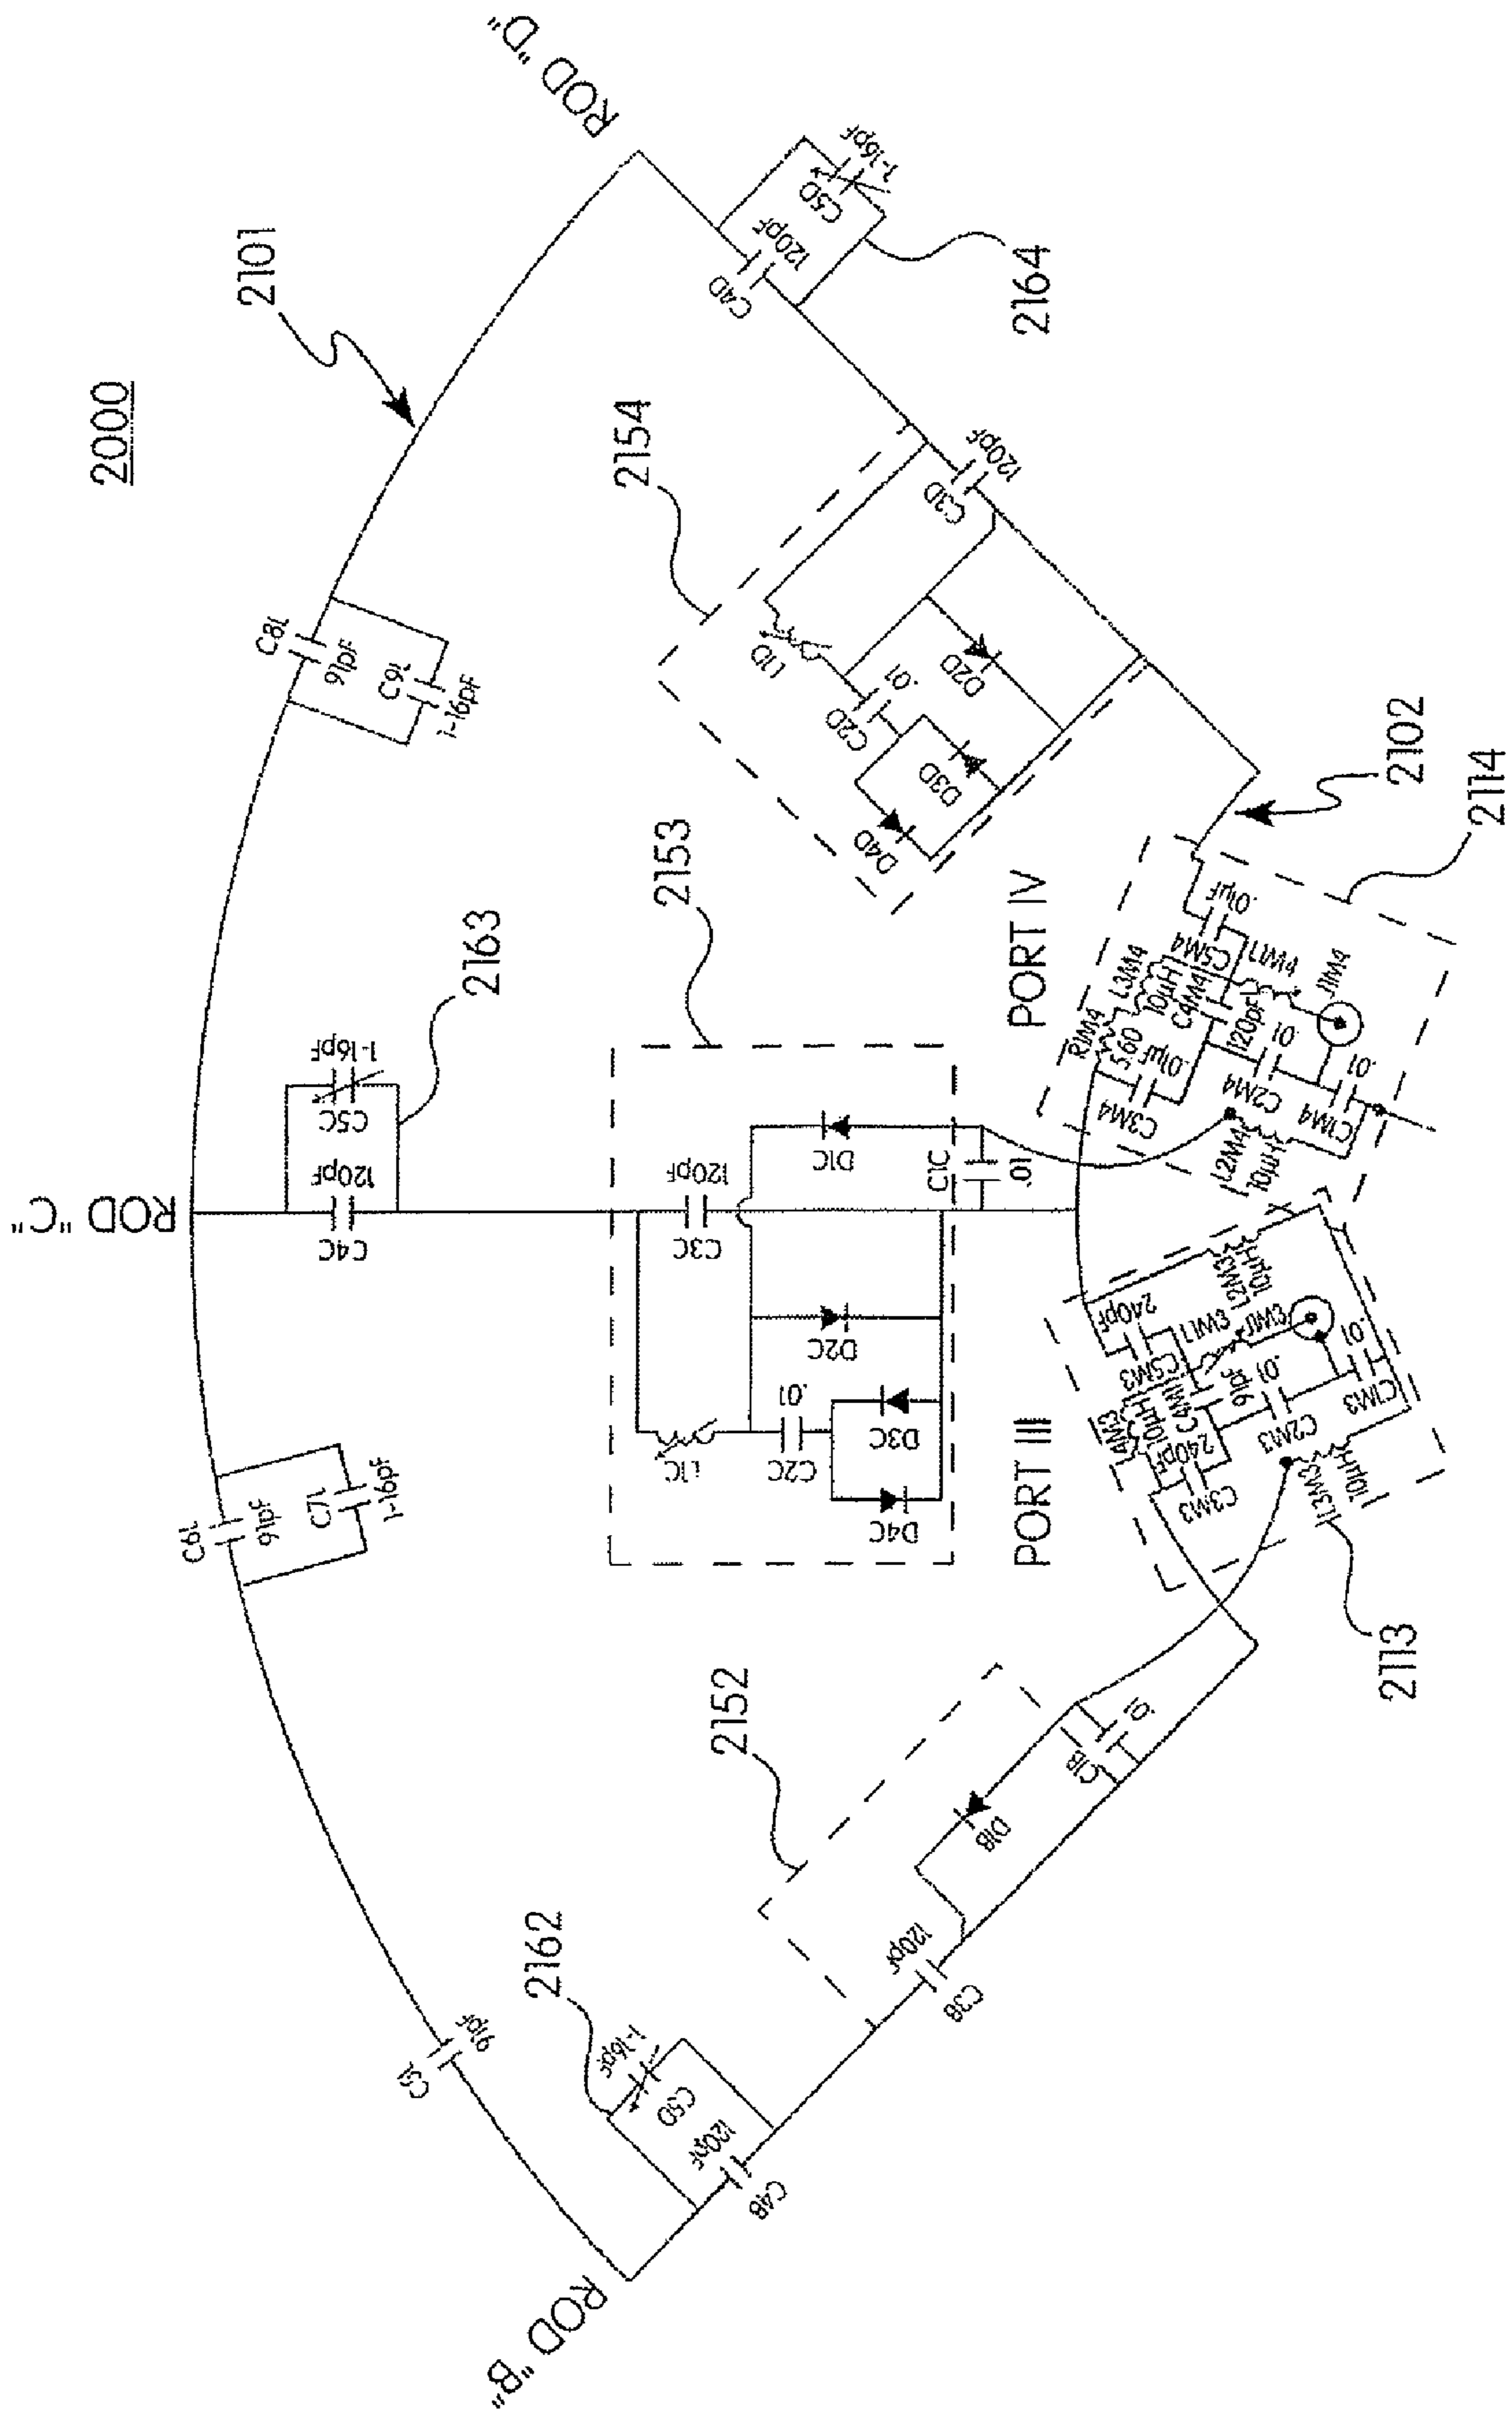 2000
2101
ROD "D"
C4D
120pF
C5D
1-16pF
2164
C8L
91pF
C9L
1-16pF
2154
C3D
120pF
L1D
C2D
.01
D2D
D3D
D4D
2102
2114
PORT IV
C5M4
.01µF
L3M4
10µH
C4M4
120pF
L1M4
J1M4
R1M4
5.60
C3M4
.01µF
C2M4
.01
C1M4
.01
L2M4
10µH
ROD "C"
C4C
120pF
C5C
1-16pF
2163
2153
C3C
120pF
D1C
C1C
.01
D2C
L1C
C2C
.01
D3C
D4C
PORT III
C5M3
240pF
L2M3
10µH
L1M3
J1M3
L4M3
10µH
C4M1
91pF
C3M3
240pF
C2M3
.01
C1M3
.01
L3M3
10µH
2113
C6L
91pF
C7L
1-16pF
2152
D1B
C1B
.01
C3B
120pF
2162
C5D
1-16pF
C4B
120pF
91pF
ROD "B"